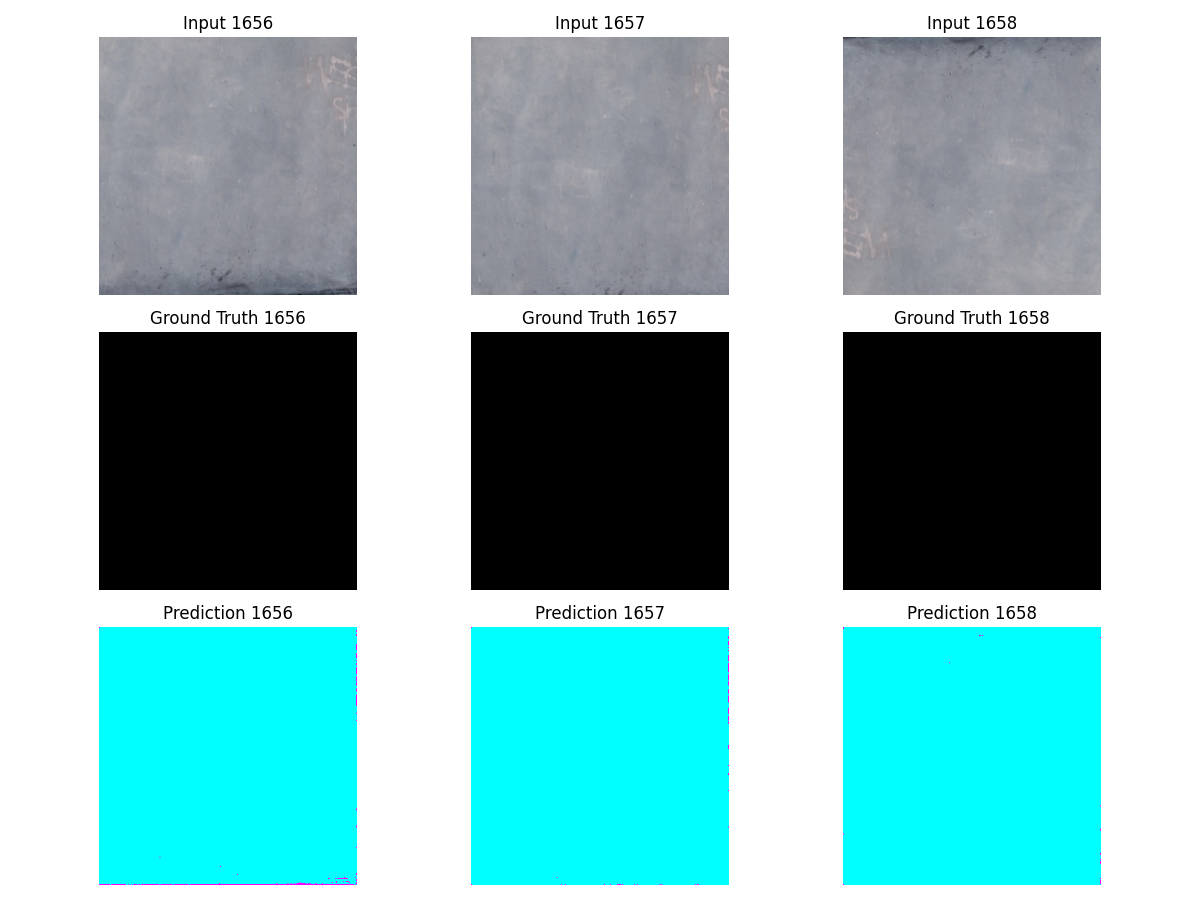 Input 1656
Input 1657
Input 1658
Ground Truth 1656
Ground Truth 1657
Ground Truth 1658
Prediction 1656
Prediction 1657
Prediction 1658